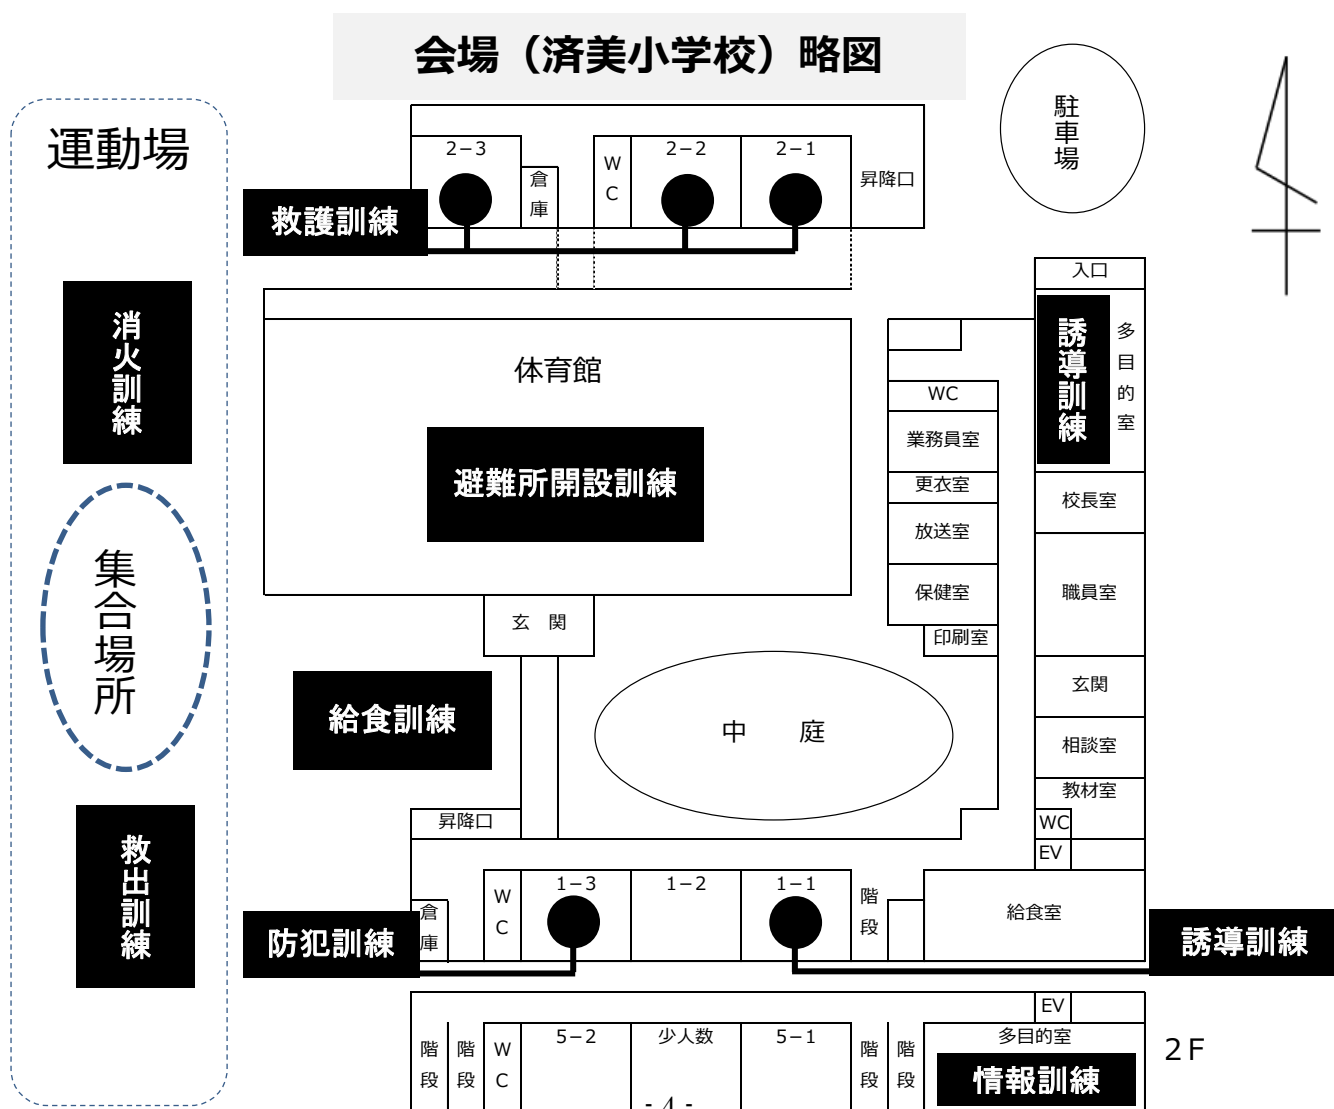 会場（済美小学校）略図
運動場
駐車場
2−3
倉庫
WC
2−2
2−1
昇降口
救護訓練
入口
誘導訓練
多目的室
消火訓練
体育館
避難所開設訓練
WC
業務員室
更衣室
放送室
保健室
印刷室
校長室
職員室
玄関
相談室
教材室
WC
EV
集合場所
玄　関
給食訓練
中　庭
昇降口
救出訓練
倉庫
WC
1−3
1−2
1−1
階段
給食室
防犯訓練
誘導訓練
EV
階段
階段
WC
5−2
少人数
5−1
階段
階段
多目的室
情報訓練
2F
- 4 -